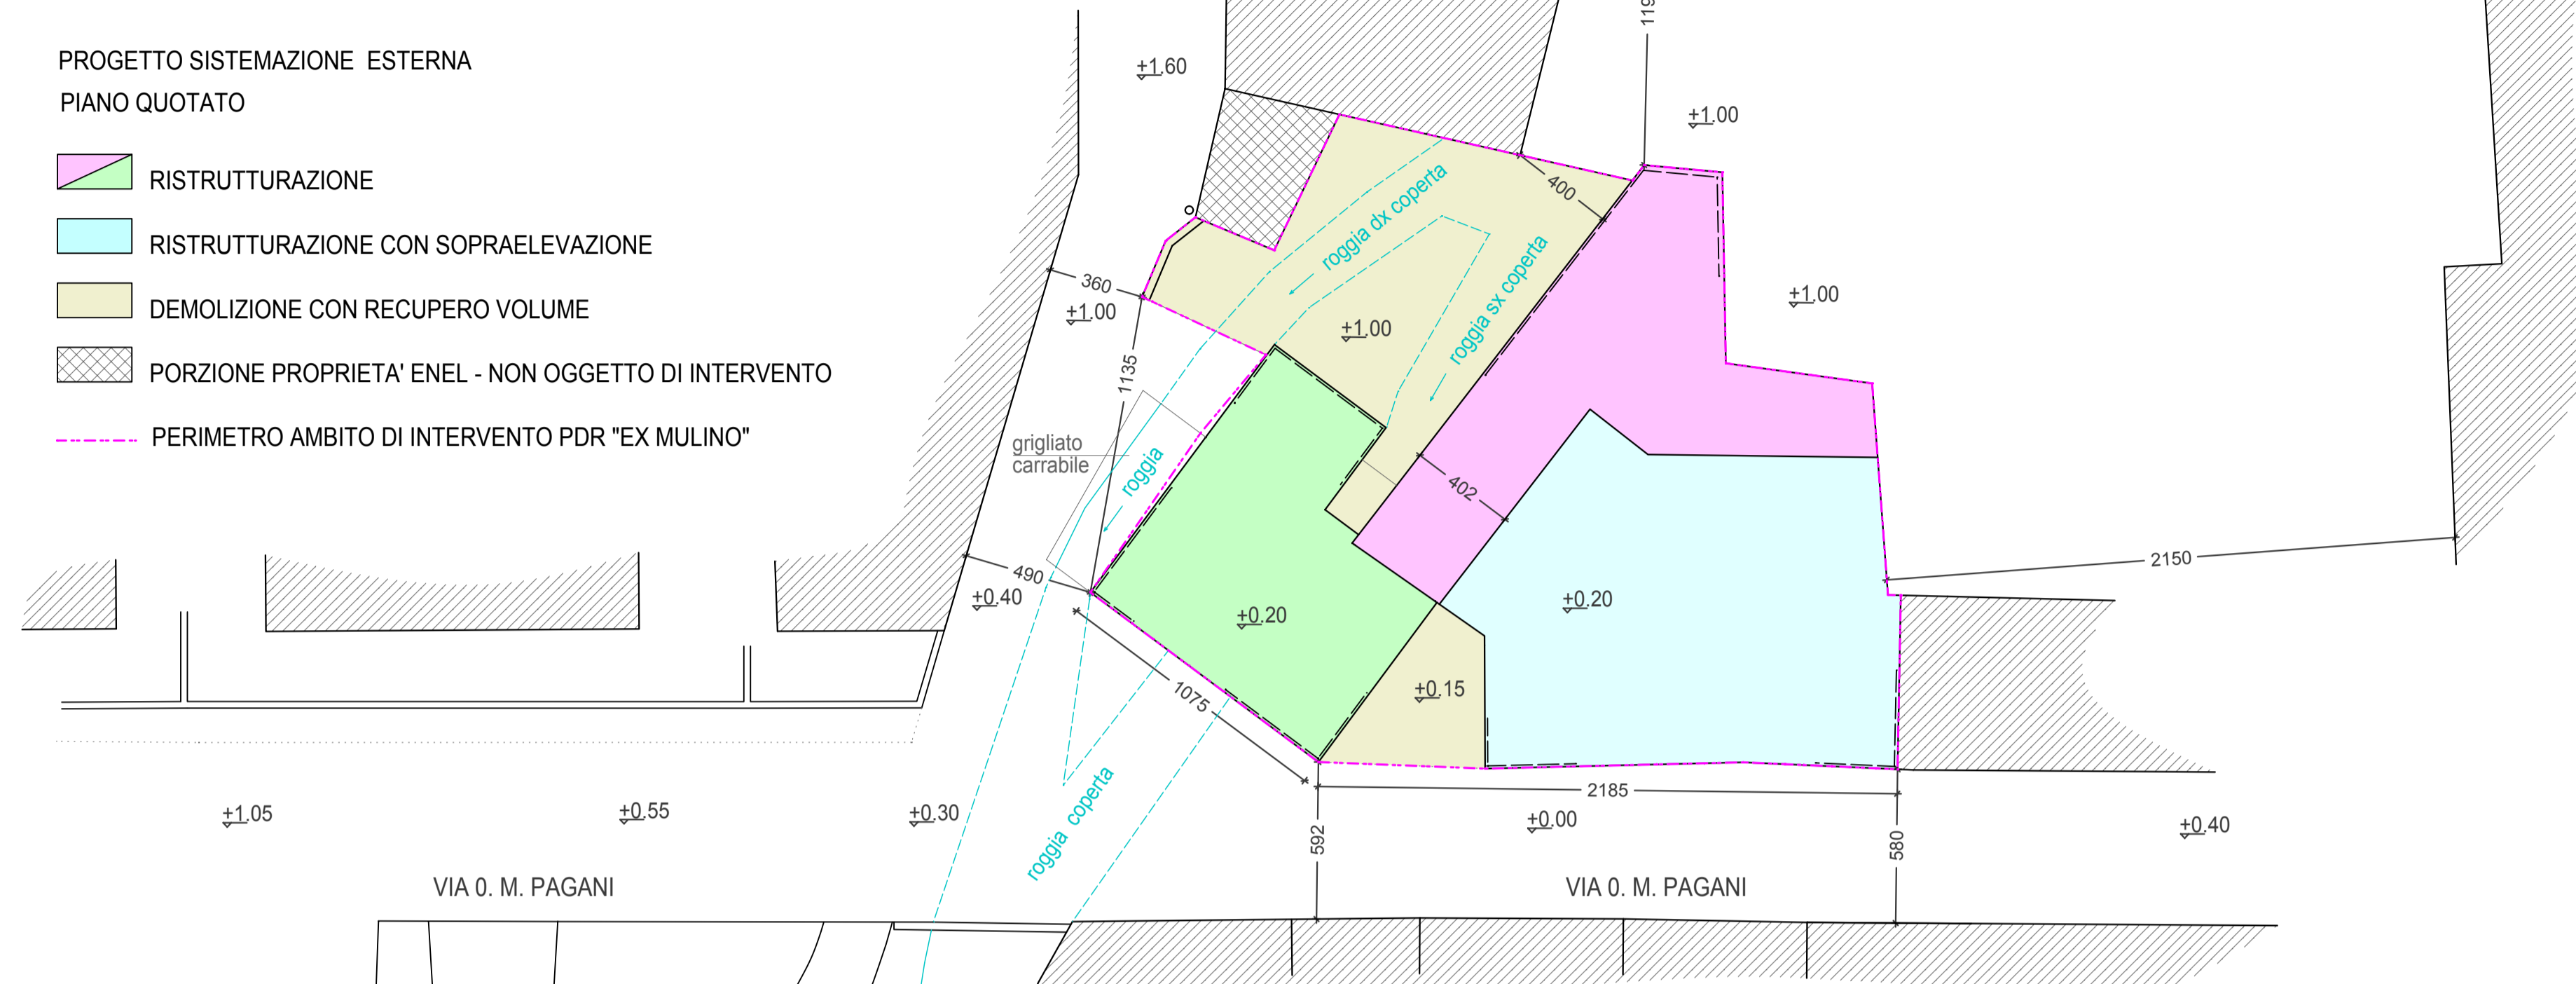 PROGETTO SISTEMAZIONE  ESTERNA
PIANO QUOTATO
RISTRUTTURAZIONE
RISTRUTTURAZIONE CON SOPRAELEVAZIONE
DEMOLIZIONE CON RECUPERO VOLUME
PORZIONE PROPRIETA' ENEL - NON OGGETTO DI INTERVENTO
PERIMETRO AMBITO DI INTERVENTO PDR "EX MULINO"
+1.60
+1.00
400
roggia dx coperta
roggia sx coperta
360
+1.00
+1.00
+1.00
1135
grigliato
carrabile
roggia
402
490
+0.40
+0.20
+0.20
2150
1075
+0.15
roggia  coperta
2185
+1.05
+0.55
+0.30
592
+0.00
580
+0.40
VIA 0. M. PAGANI
VIA 0. M. PAGANI